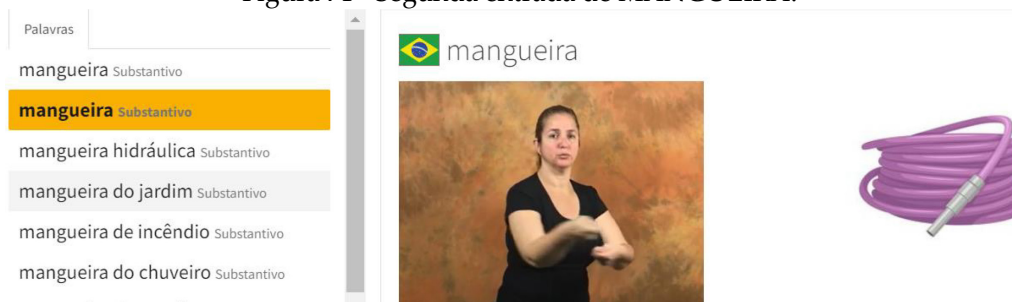 Palavras
mangueira Substantivo
mangueira Substantivo
mangueira hidráulica Substantivo
mangueira do jardim Substantivo
mangueira de incêndio Substantivo
mangueira do chuveiro Substantivo
mangueira